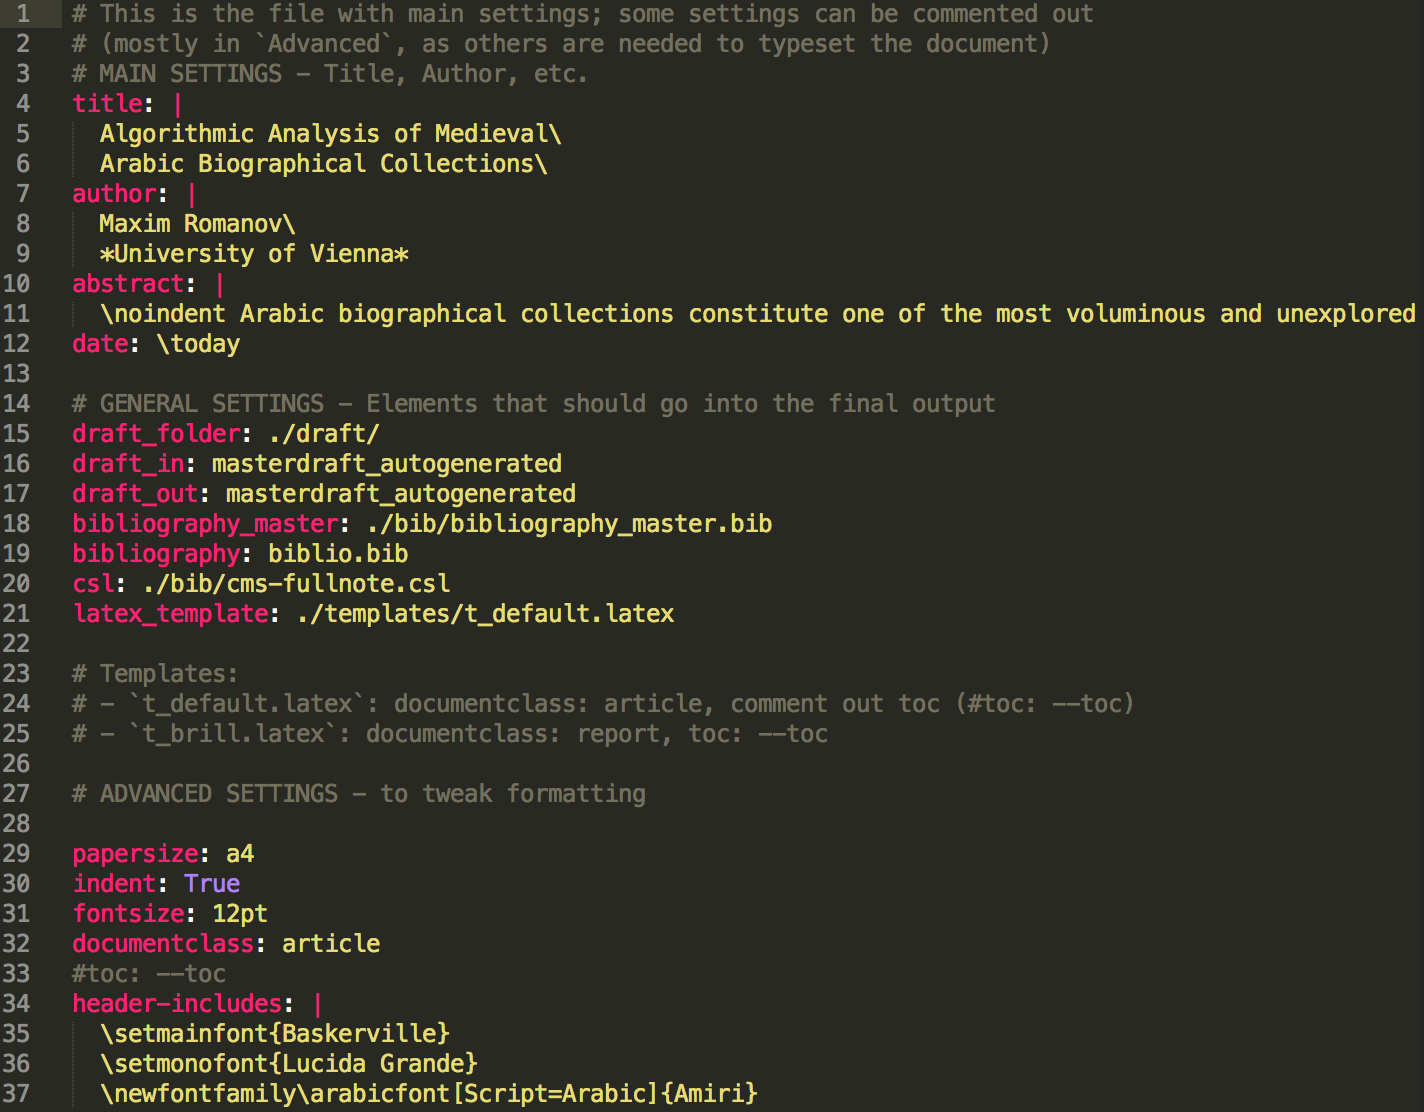 1 # This is the file with main settings; some settings can be commented out
2 # (mostly in `Advanced`, as others are needed to typeset the document)
3 # MAIN SETTINGS - Title, Author, etc.
4 title: |
5   Algorithmic Analysis of Medieval\
6   Arabic Biographical Collections\
7 author: |
8   Maxim Romanov\
9   *University of Vienna*
10 abstract: |
11   \noindent Arabic biographical collections constitute one of the most voluminous and unexplored
12 date: \today
13
14 # GENERAL SETTINGS - Elements that should go into the final output
15 draft_folder: ./draft/
16 draft_in: masterdraft_autogenerated
17 draft_out: masterdraft_autogenerated
18 bibliography_master: ./bib/bibliography_master.bib
19 bibliography: biblio.bib
20 csl: ./bib/cms-fullnote.csl
21 latex_template: ./templates/t_default.latex
22
23 # Templates:
24 # - `t_default.latex`: documentclass: article, comment out toc (#toc: --toc)
25 # - `t_brill.latex`: documentclass: report, toc: --toc
26
27 # ADVANCED SETTINGS - to tweak formatting
28
29 papersize: a4
30 indent: True
31 fontsize: 12pt
32 documentclass: article
33 #toc: --toc
34 header-includes: |
35   \setmainfont{Baskerville}
36   \setmonofont{Lucida Grande}
37   \newfontfamily\arabicfont[Script=Arabic]{Amiri}